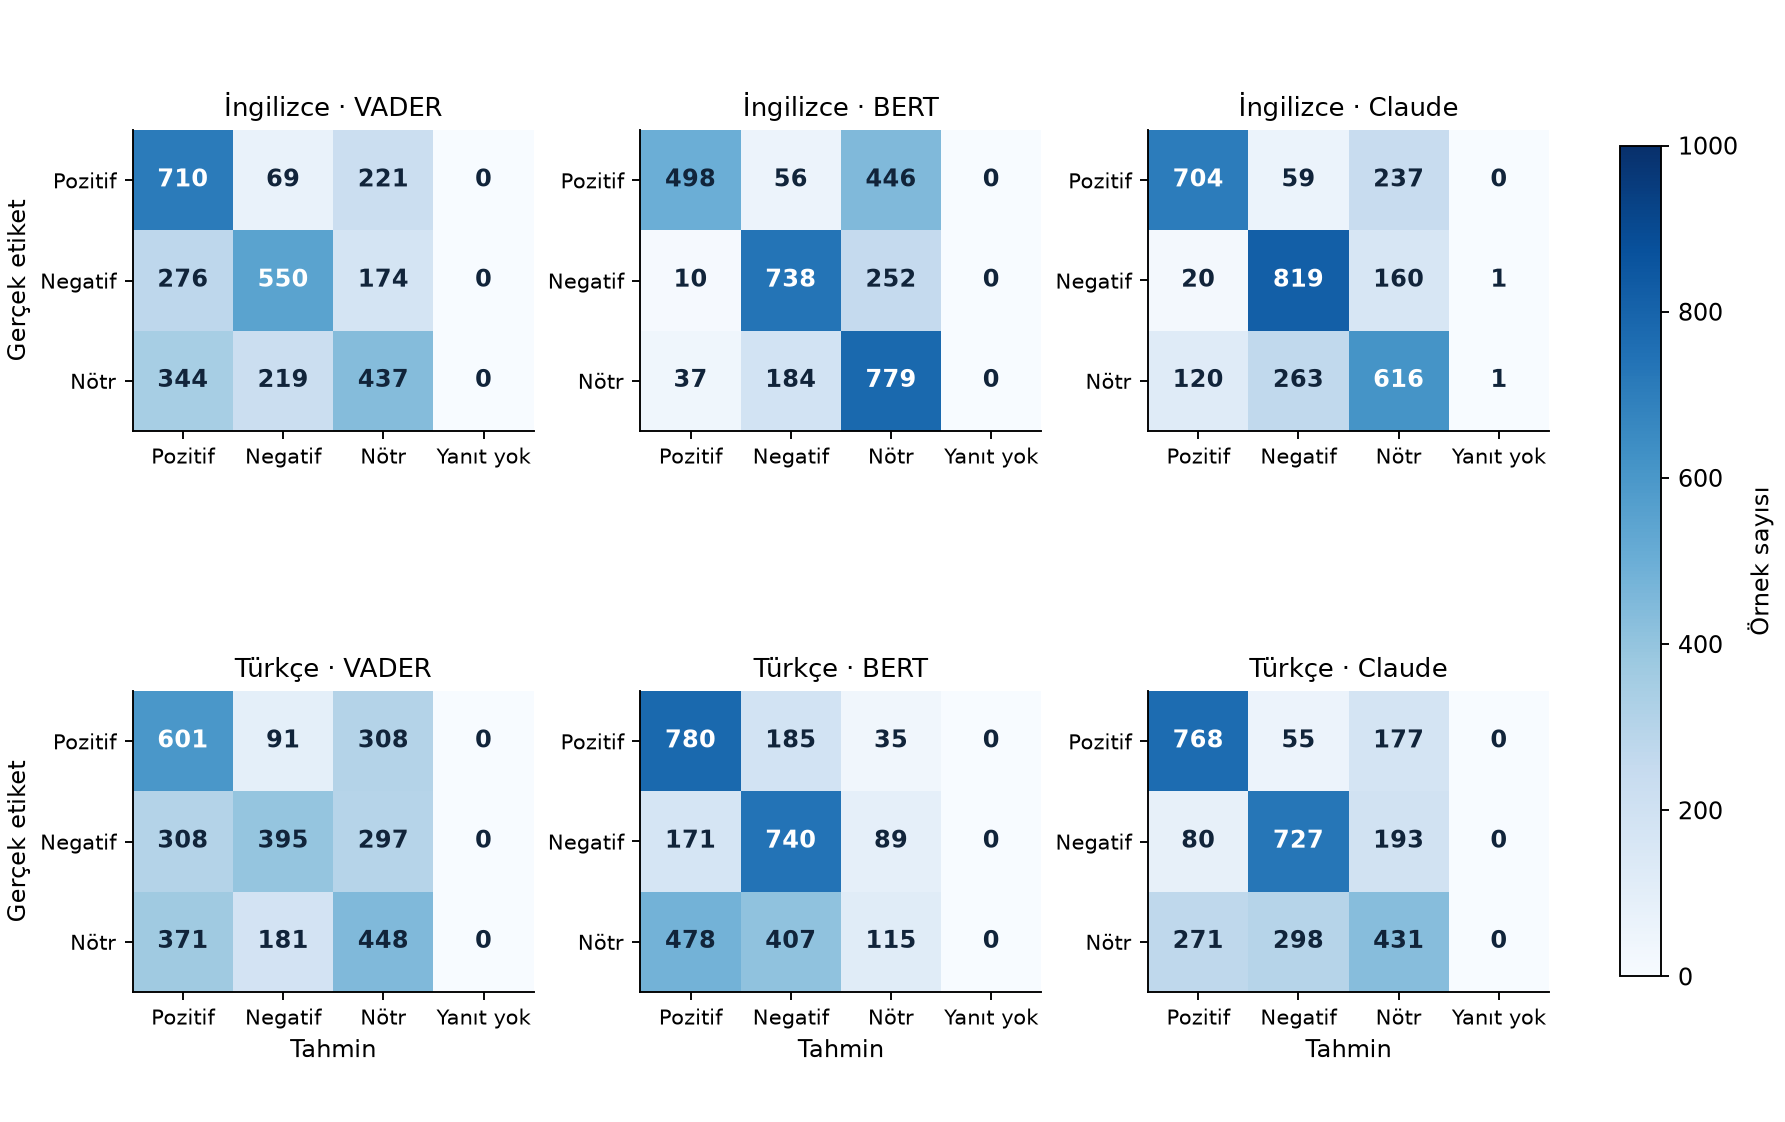 İngilizce · VADER
İngilizce · BERT
İngilizce · Claude
Gerçek etiket
Pozitif 710 69 221 0
Negatif 276 550 174 0
Nötr 344 219 437 0
Pozitif Negatif Nötr Yanıt yok
Pozitif 498 56 446 0
Negatif 10 738 252 0
Nötr 37 184 779 0
Pozitif Negatif Nötr Yanıt yok
Pozitif 704 59 237 0
Negatif 20 819 160 1
Nötr 120 263 616 1
Pozitif Negatif Nötr Yanıt yok
Türkçe · VADER
Türkçe · BERT
Türkçe · Claude
Gerçek etiket
Pozitif 601 91 308 0
Negatif 308 395 297 0
Nötr 371 181 448 0
Pozitif Negatif Nötr Yanıt yok
Tahmin
Pozitif 780 185 35 0
Negatif 171 740 89 0
Nötr 478 407 115 0
Pozitif Negatif Nötr Yanıt yok
Tahmin
Pozitif 768 55 177 0
Negatif 80 727 193 0
Nötr 271 298 431 0
Pozitif Negatif Nötr Yanıt yok
Tahmin
1000
800
600
400
200
0
Örnek sayısı